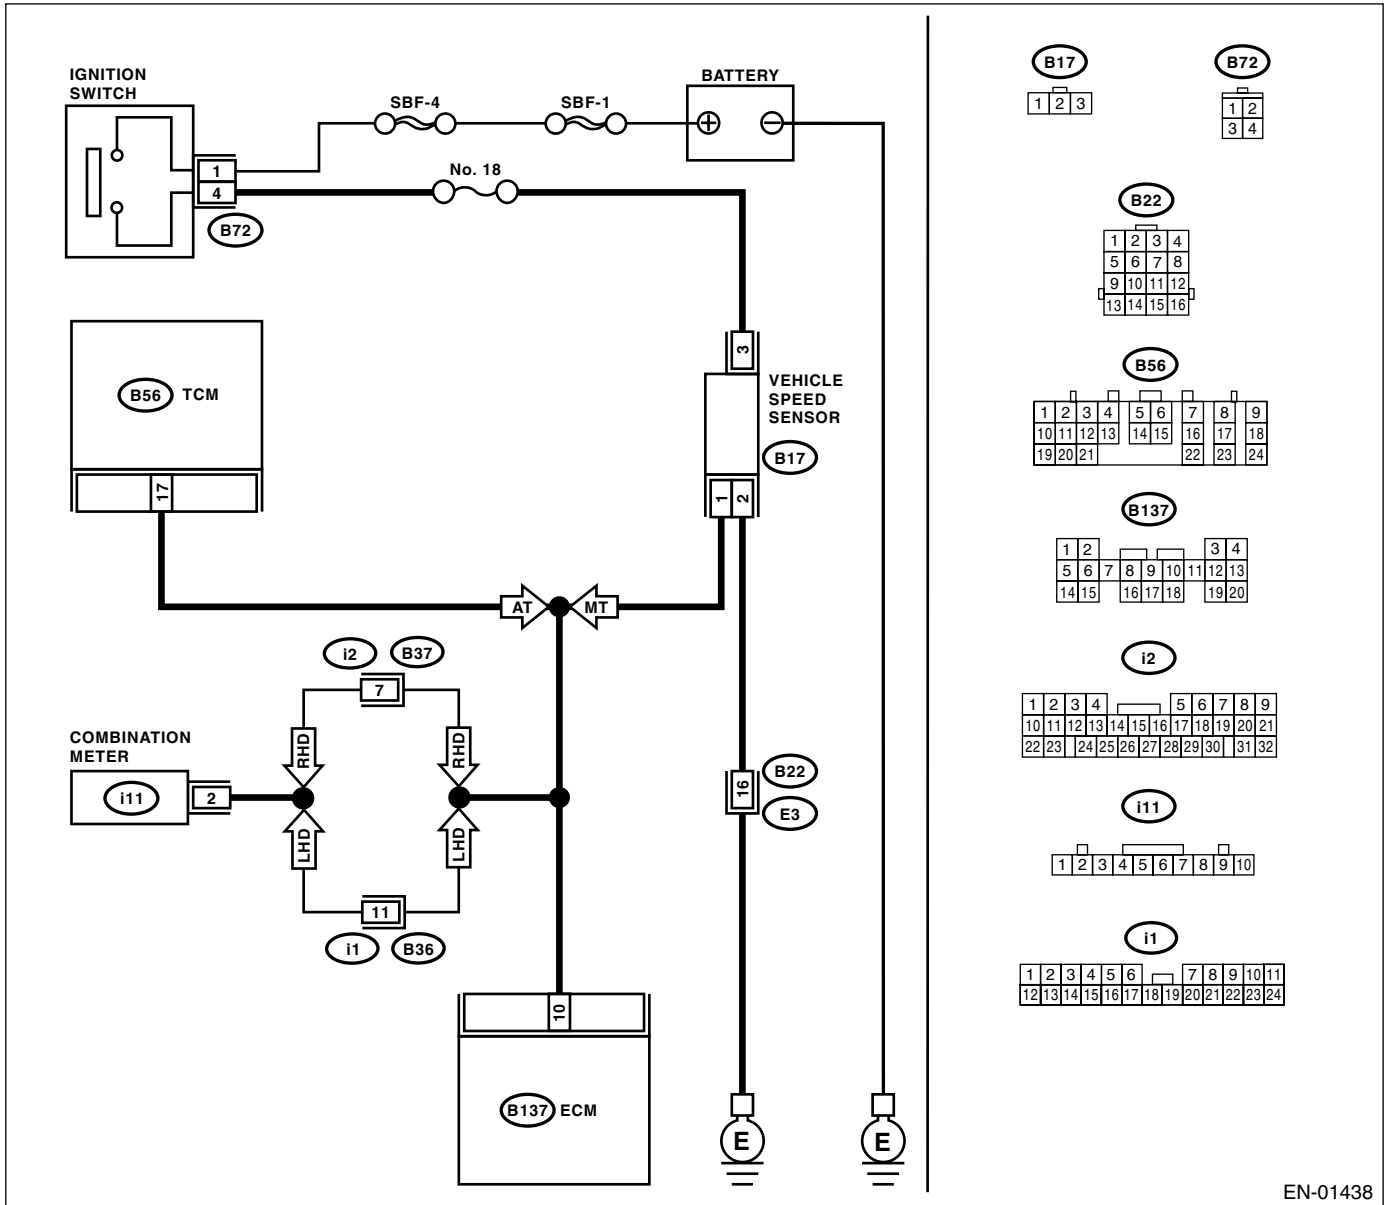 IGNITION
SWITCH
SBF-4
SBF-1
BATTERY
+
−
1
4
No. 18
B72
B56 TCM
17
3
VEHICLE
SPEED
SENSOR
B17
1 2
AT
MT
i2
B37
7
RHD
RHD
COMBINATION
METER
i11
2
LHD
LHD
11
i1
B36
16
B22
E3
10
B137 ECM
E
E
B17
1 2 3
B72
1 2
3 4
B22
1 2 3 4
5 6 7 8
9 10 11 12
13 14 15 16
B56
1 2 3 4 5 6 7 8 9
10 11 12 13 14 15 16 17 18
19 20 21 22 23 24
B137
1 2 3 4
5 6 7 8 9 10 11 12 13
14 15 16 17 18 19 20
i2
1 2 3 4 5 6 7 8 9
10 11 12 13 14 15 16 17 18 19 20 21
22 23 24 25 26 27 28 29 30 31 32
i11
1 2 3 4 5 6 7 8 9 10
i1
1 2 3 4 5 6 7 8 9 10 11
12 13 14 15 16 17 18 19 20 21 22 23 24
EN-01438